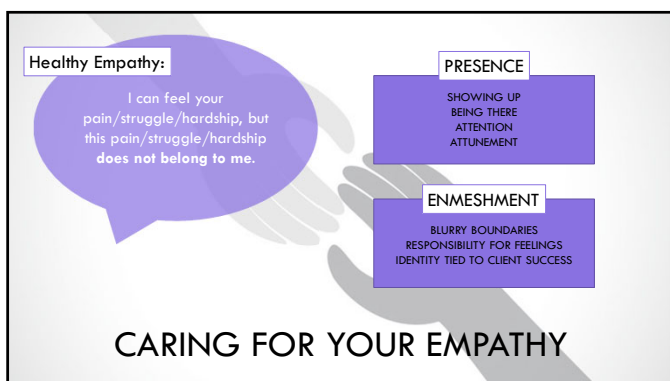 Healthy Empathy:
I can feel your
pain/struggle/hardship, but
this pain/struggle/hardship
does not belong to me.
PRESENCE
SHOWING UP
BEING THERE
ATTENTION
ATTUNEMENT
ENMESHMENT
BLURRY BOUNDARIES
RESPONSIBILITY FOR FEELINGS
IDENTITY TIED TO CLIENT SUCCESS
CARING FOR YOUR EMPATHY